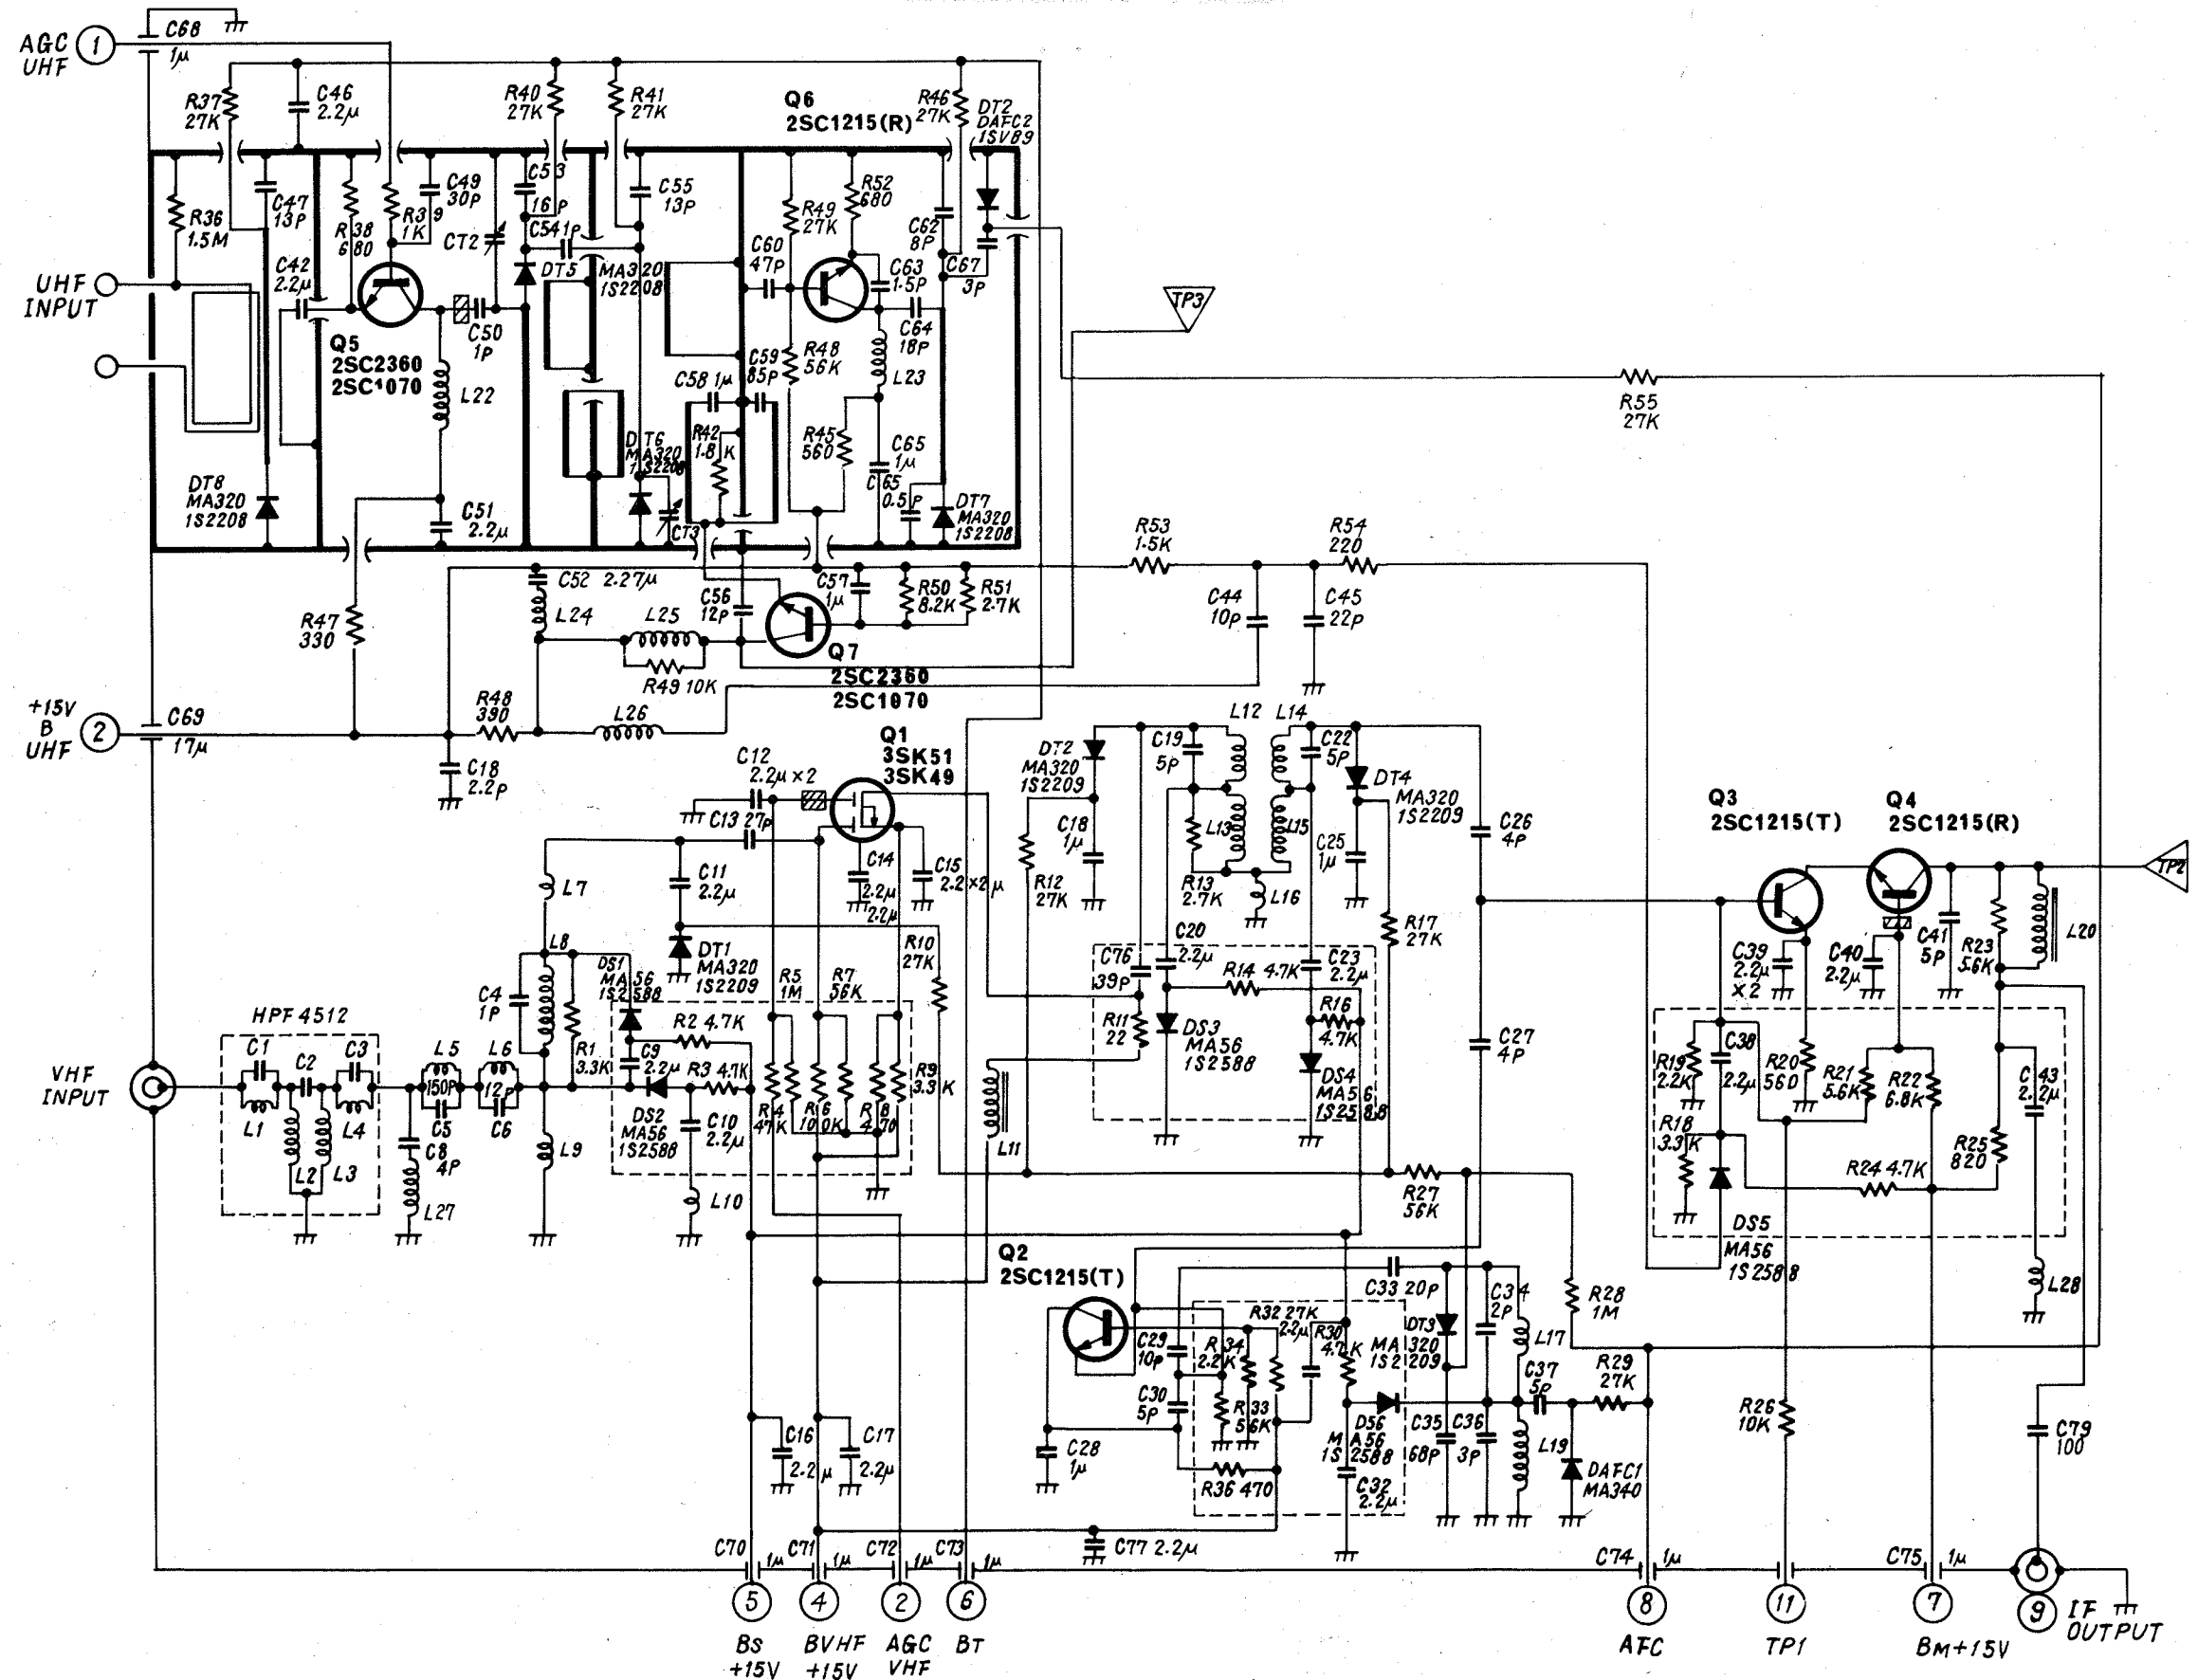 AGC
UHF
1
C68
1μ
R37
27K
C46
2.2μ
R40
27K
R41
27K
Q6
2SC1215(R)
R46
27K
DT2
DAFC2
1SV89
R36
1.5M
C47
13P
R38
680
R39
1K
C49
30P
CT2
C53
16P
C54 1P
C55
13P
R49
27K
R52
680
C62
8P
C60
47P
C63
1.5P
C67
3P
UHF
INPUT
C42
2.2μ
DT5
MA320
1S2208
C50
1P
Q5
2SC2360
2SC1070
L22
C59
85P
R48
56K
C64
18P
L23
TP3
C58 1μ
R42
1.8K
R45
560
C65
1μ
C65
0.5P
R55
27K
DT6
MA320
1S2208
CT3
DT8
MA320
1S2208
C51
2.2μ
DT7
MA320
1S2208
R53
1.5K
R54
220
C52 2.27μ
L24
L25
C56
12P
C57
1μ
R50
8.2K
R51
2.7K
C44
10P
C45
22P
R47
330
R49 10K
Q7
2SC2360
2SC1070
+15V
B
UHF
2
C69
17μ
R48
390
L26
C18
2.2P
C12
2.2μ×2
Q1
3SK51
3SK49
C13 27P
DT2
MA320
1S2209
C19
5P
L12
L14
C22
5P
DT4
MA320
1S2209
L13
L15
C18
1μ
C25
1μ
C26
4P
Q3
2SC1215(T)
Q4
2SC1215(R)
TP2
L7
C11
2.2μ
C14
2.2μ
2.2μ
C15
2.2×2μ
R12
27K
R13
2.7K
L16
R17
27K
L8
C4
1P
DS1
MA56
1S2588
DT1
MA320
1S2209
R5
1M
R7
56K
R10
27K
C76
39P
C20
2.2μ
R14 4.7K
C23
2.2μ
C39
2.2μ
×2
C40
2.2μ
C41
5P
R23
5.6K
L20
HPF 4512
C1
C2
C3
L5
150P
C5
L6
12P
C6
R1
3.3K
R2 4.7K
C9
2.2μ
R3 4.7K
R9
3.3K
R11
22
DS3
MA56
1S2588
R16
4.7K
DS4
MA56
1S2588
C27
4P
R19
2.2K
C38
2.2μ
R20
560
R21
5.6K
R22
6.8K
C43
2.2μ
VHF
INPUT
L1
L2
L3
L4
C8
4P
L27
L9
DS2
MA56
1S2588
C10
2.2μ
R4
47K
R6
100K
R8
470
L10
L11
R27
56K
R18
3.3K
R24 4.7K
R25
820
DS5
MA56
1S2588
L28
Q2
2SC1215(T)
C33 20P
C34
2P
R28
1M
C29
10P
R34
2.2K
R32 27K
2.2μ
R30
4.7K
DT3
MA320
1S2209
L17
C30
5P
R33
5.6K
C37
5P
R29
27K
R26
10K
C79
100
C28
1μ
R36 470
DS6
MA56
1S2588
C32
2.2μ
C35
68P
C36
3P
L19
DAFC1
MA340
C16
2.2μ
C17
2.2μ
C77 2.2μ
C70
1μ
C71
1μ
C72
1μ
C73
1μ
C74
1μ
C75
1μ
5
4
2
6
8
11
7
9
BS
+15V
BVHF
+15V
AGC
VHF
BT
AFC
TP1
BM+15V
IF
OUTPUT